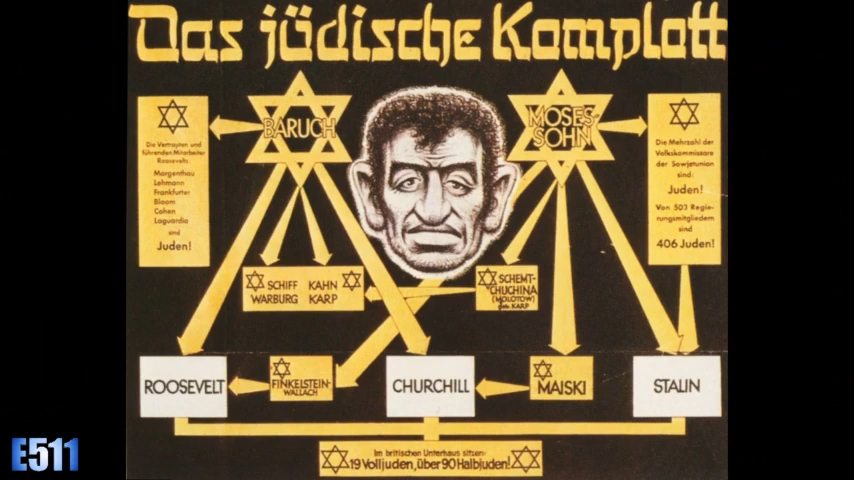 Das jüdische Komplott
BARUCH
MOSES-
SOHN
Die Vertrauten und
führenden Mitarbeiter
Roosevelts:
Morgenthau
Lehmann
Frankfurter
Bloom
Cohen
Laguardia
sind
Juden!
Die Mehrzahl der
Volkskommissare
der Sowjetunion
sind:
Juden!
Von 503 Regie-
rungsmitgliedern
sind
406 Juden!
SCHIFF KAHN
WARBURG KARP
SCHEMT-
SCHUCHINA
(MOLOTOW)
geb. KARP
ROOSEVELT
FINKELSTEIN-
WALLACH
CHURCHILL
MAISKI
STALIN
Im britischen Unterhaus sitzen:
19 Volljuden, über 90 Halbjuden!
E511